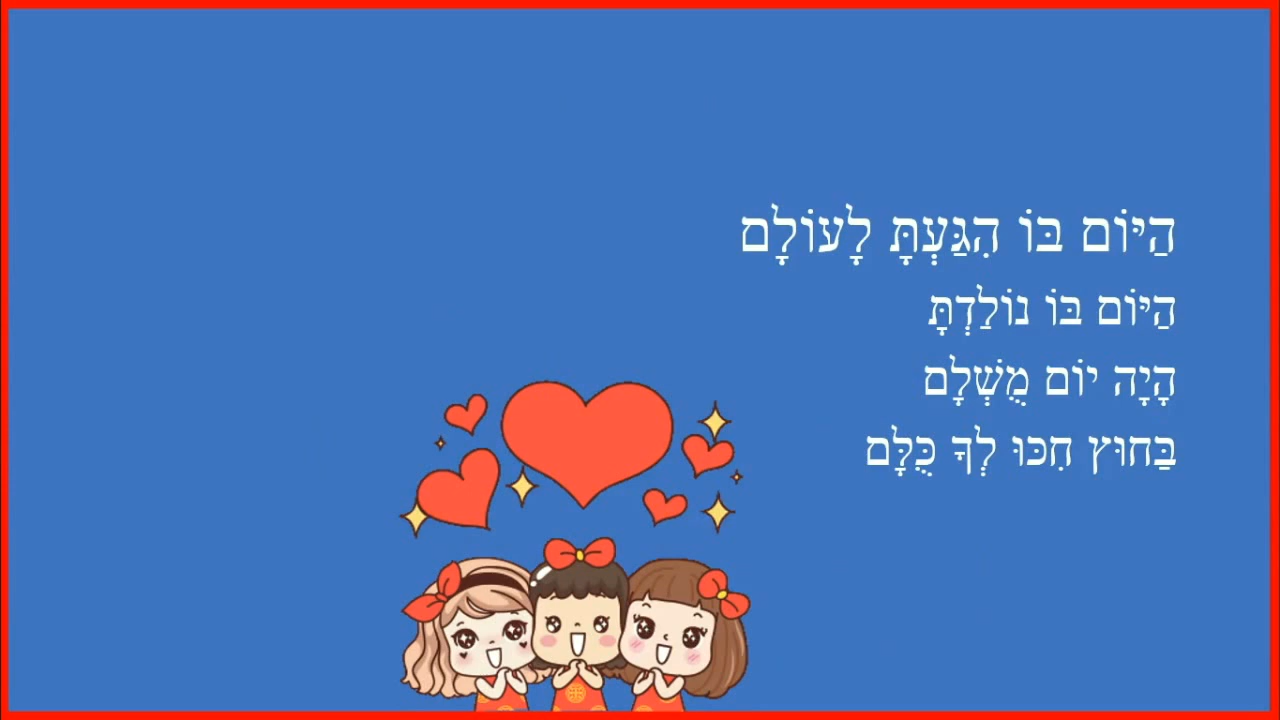 הַיּוֹם בּוֹ הִגַּעְתָּ לָעוֹלָם
הַיּוֹם בּוֹ נוֹלַדְתָּ
הָיָה יוֹם מֻשְׁלָם
בַּחוּץ חִכּוּ לְךָ כֻּלָּם